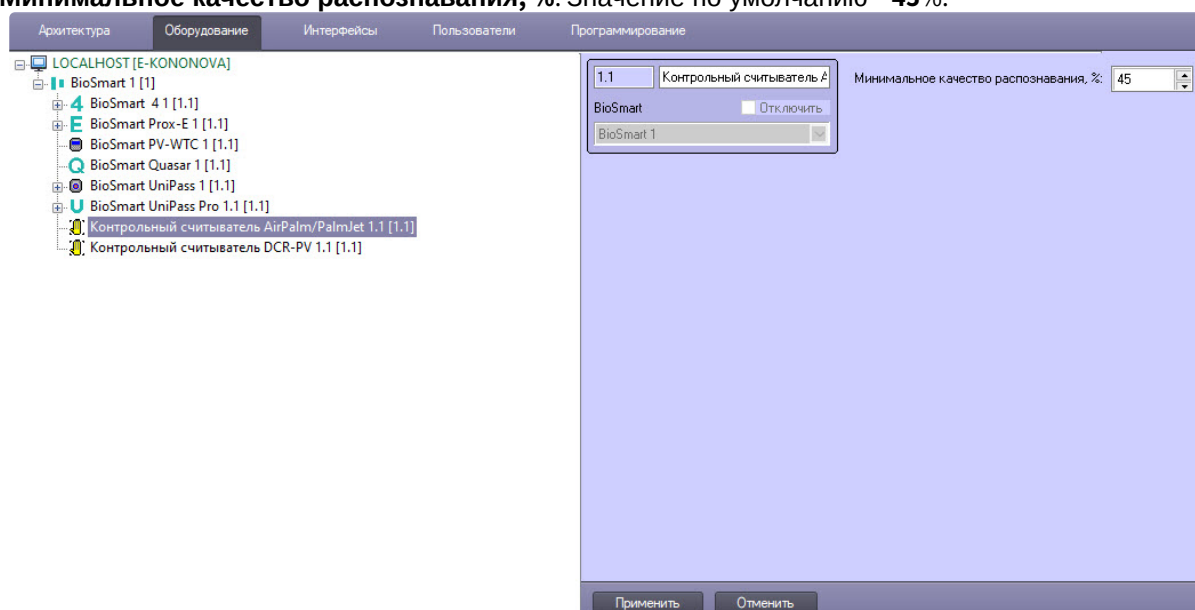 Минимальное качество распознавания, %. Значение по умолчанию - 45%.
Архитектура Оборудование Интерфейсы Пользователи Программирование
LOCALHOST [E-KONONOVA]
BioSmart 1 [1]
BioSmart 4 1 [1.1]
BioSmart Prox-E 1 [1.1]
BioSmart PV-WTC 1 [1.1]
BioSmart Quasar 1 [1.1]
BioSmart UniPass 1 [1.1]
BioSmart UniPass Pro 1.1 [1.1]
Контрольный считыватель AirPalm/PalmJet 1.1 [1.1]
Контрольный считыватель DCR-PV 1.1 [1.1]
1.1 Контрольный считыватель A Минимальное качество распознавания, %: 45
BioSmart Отключить
BioSmart 1
Применить Отменить